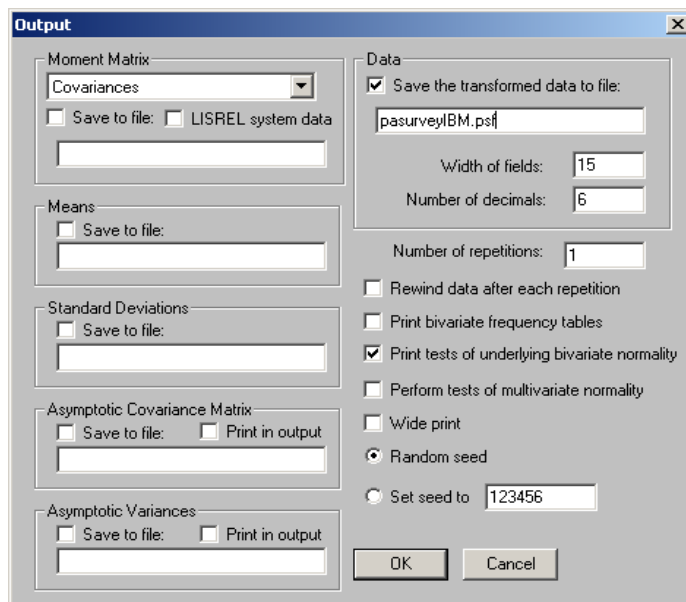 Output
Moment Matrix
Covariances
Save to file:
LISREL system data
Means
Save to file:
Standard Deviations
Save to file:
Asymptotic Covariance Matrix
Save to file:
Print in output
Asymptotic Variances
Save to file:
Print in output
Data
Save the transformed data to file:
pasurveyIBM.psf
Width of fields:
15
Number of decimals:
6
Number of repetitions:
1
Rewind data after each repetition
Print bivariate frequency tables
Print tests of underlying bivariate normality
Perform tests of multivariate normality
Wide print
Random seed
Set seed to
123456
OK
Cancel